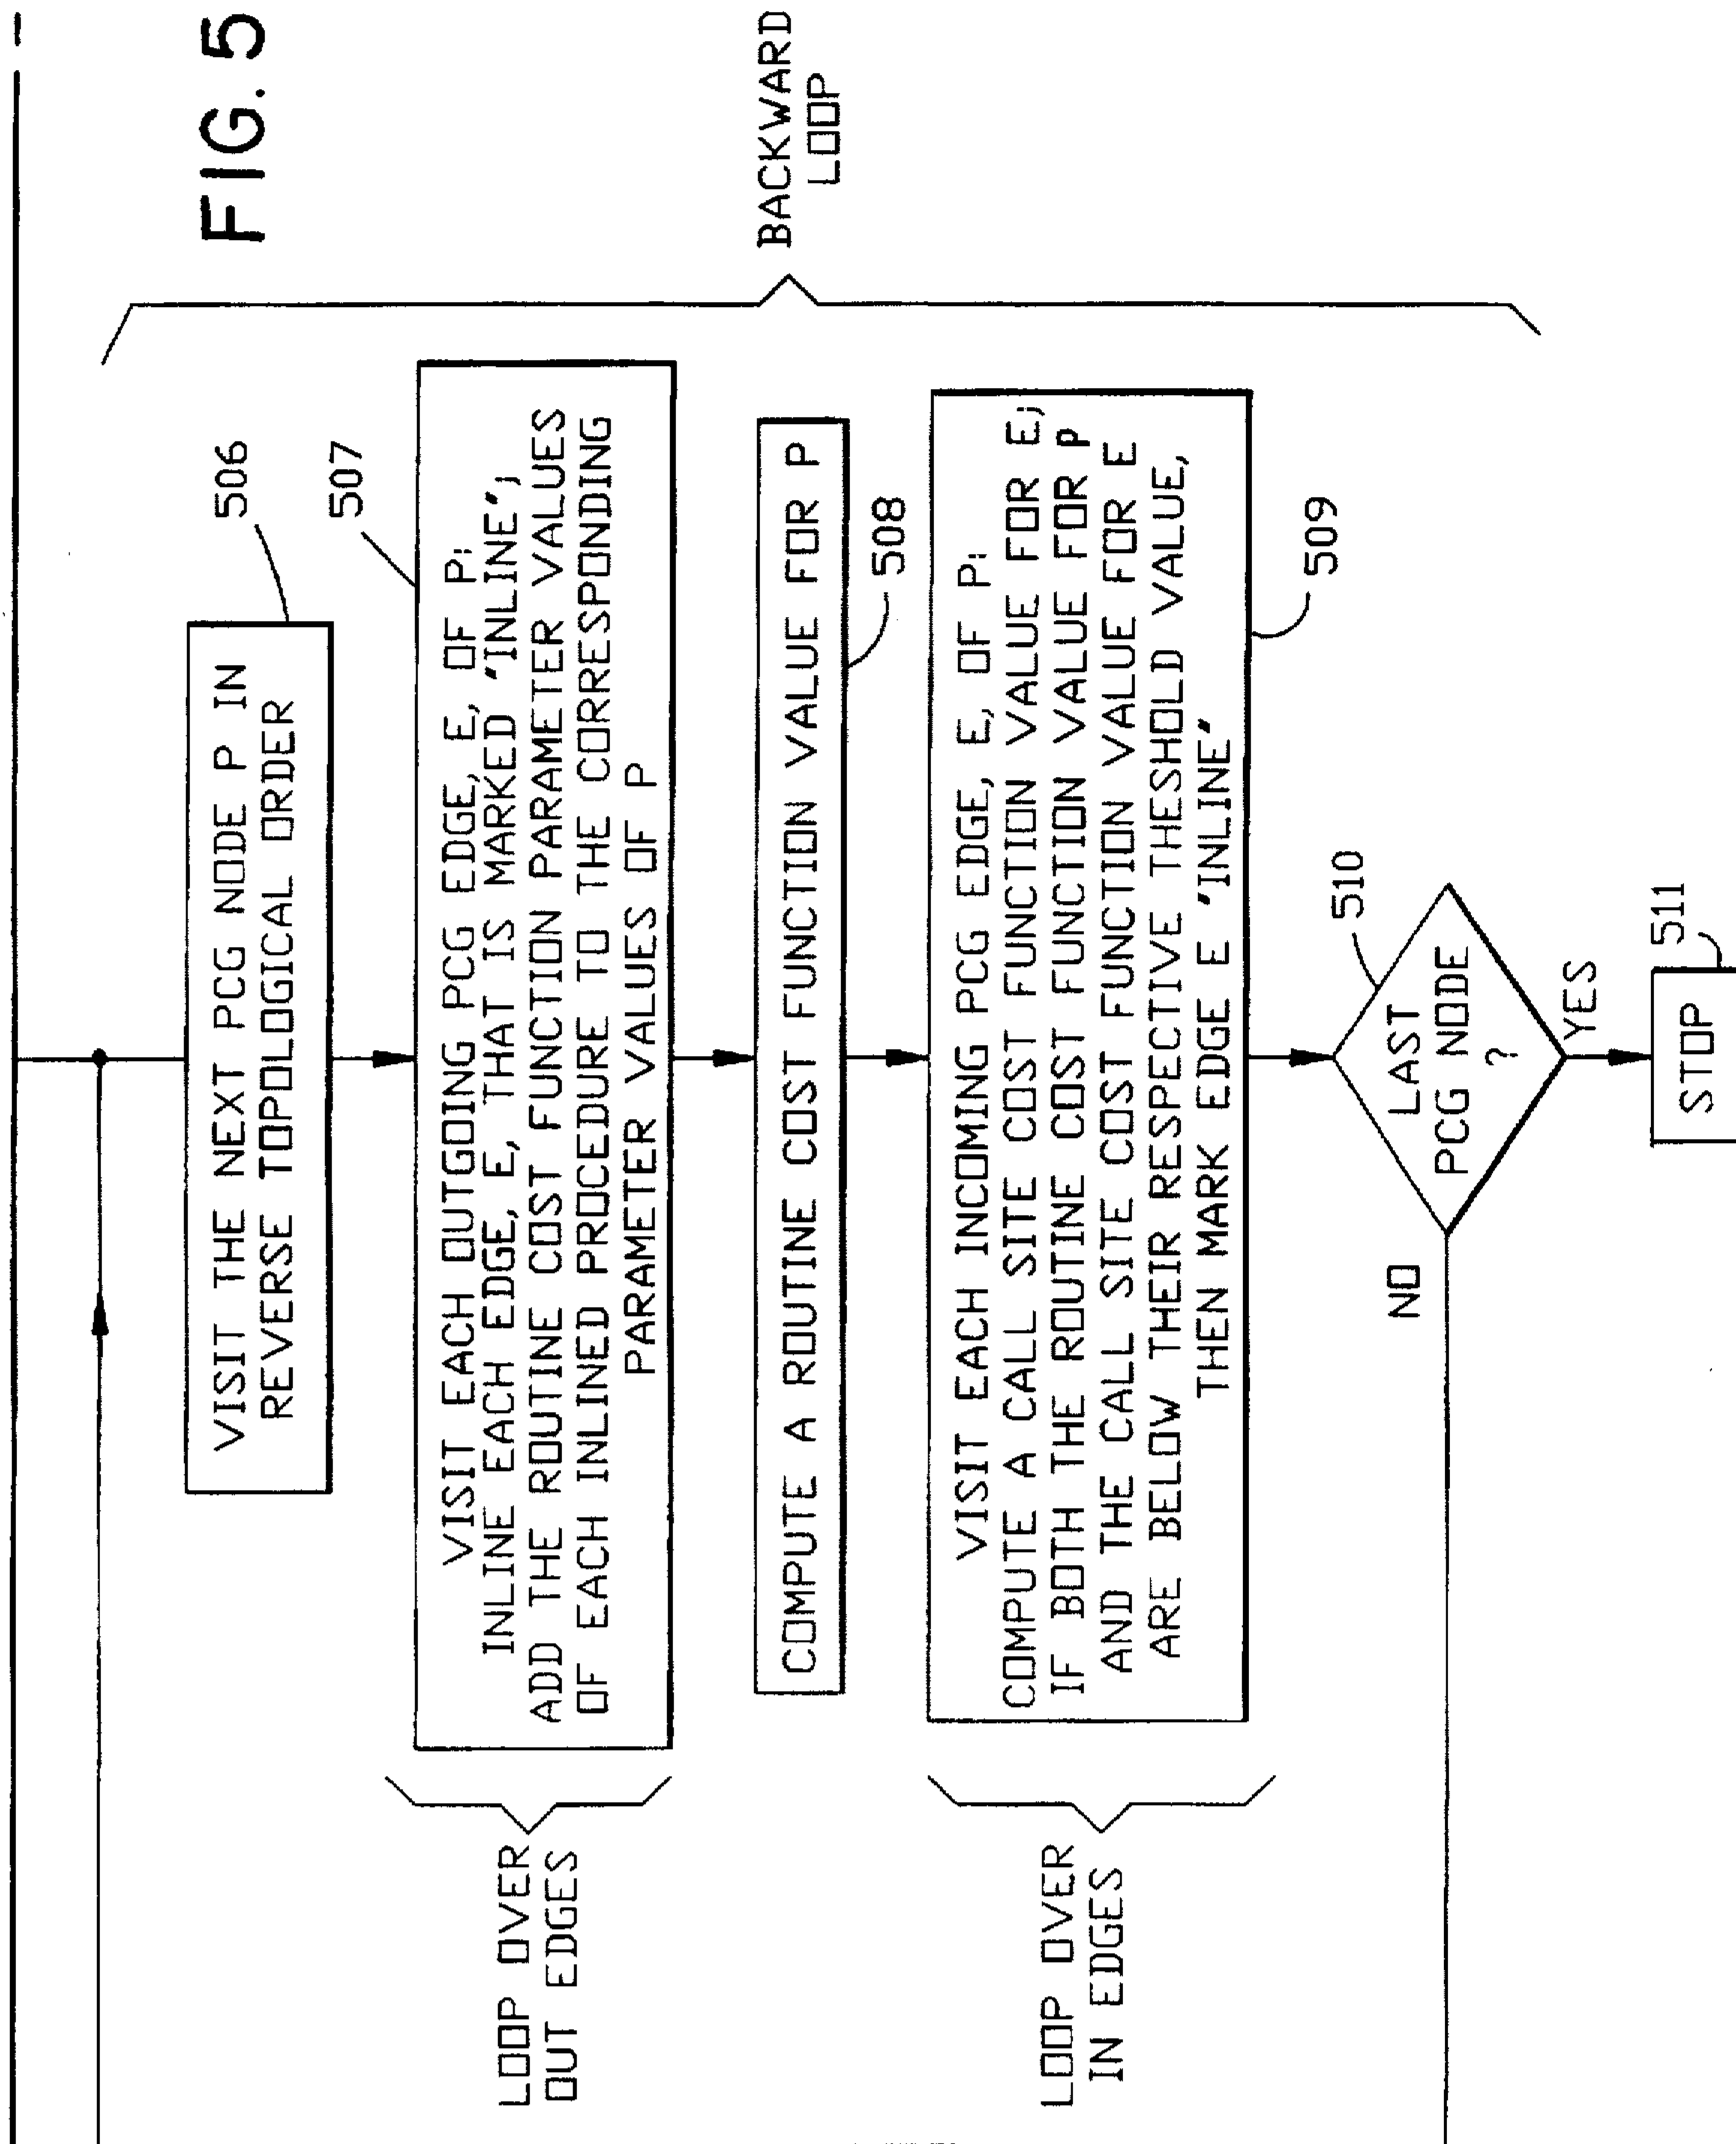 FIG. 5
VISIT THE NEXT PCG NODE P IN
REVERSE TOPOLOGICAL ORDER
506
507
VISIT EACH OUTGOING PCG EDGE, E, OF P:
INLINE EACH EDGE, E, THAT IS MARKED "INLINE";
ADD THE ROUTINE COST FUNCTION PARAMETER VALUES
OF EACH INLINED PROCEDURE TO THE CORRESPONDING
PARAMETER VALUES OF P
LOOP OVER
OUT EDGES
BACKWARD
LOOP
COMPUTE A ROUTINE COST FUNCTION VALUE FOR P
508
VISIT EACH INCOMING PCG EDGE, E, OF P:
COMPUTE A CALL SITE COST FUNCTION VALUE FOR E;
IF BOTH THE ROUTINE COST FUNCTION VALUE FOR P
AND THE CALL SITE COST FUNCTION VALUE FOR E
ARE BELOW THEIR RESPECTIVE THESHOLD VALUE,
THEN MARK EDGE E "INLINE"
LOOP OVER
IN EDGES
509
510
LAST
PCG NODE
?
NO
YES
STOP
511